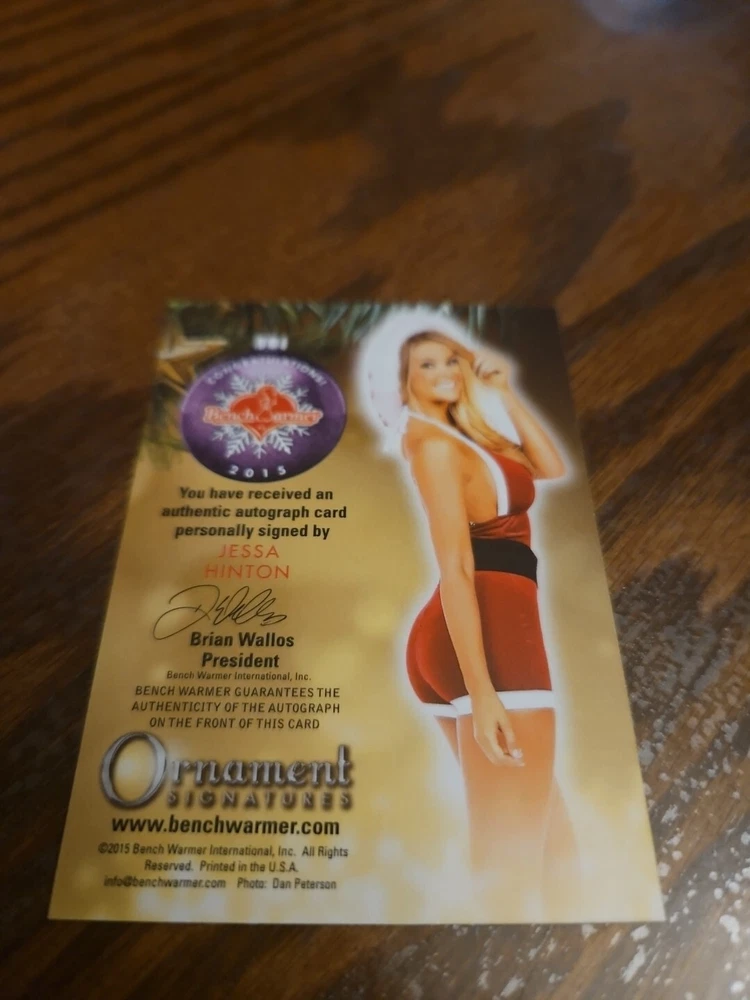 CONGRATULATIONS!
BenchWarmer
2015
You have received an
authentic autograph card
personally signed by
JESSA
HINTON
Brian Wallos
President
Bench Warmer International, Inc.
BENCH WARMER GUARANTEES THE
AUTHENTICITY OF THE AUTOGRAPH
ON THE FRONT OF THIS CARD
Ornament
SIGNATURES
www.benchwarmer.com
©2015 Bench Warmer International, Inc. All Rights
Reserved. Printed in the U.S.A.
info@benchwarmer.com Photo: Dan Peterson